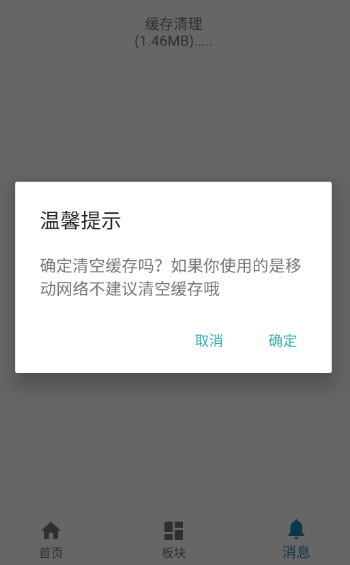 缓存清理
(1.46MB).....
温馨提示
确定清空缓存吗？如果你使用的是移
动网络不建议清空缓存哦
取消 确定
首页 板块 消息